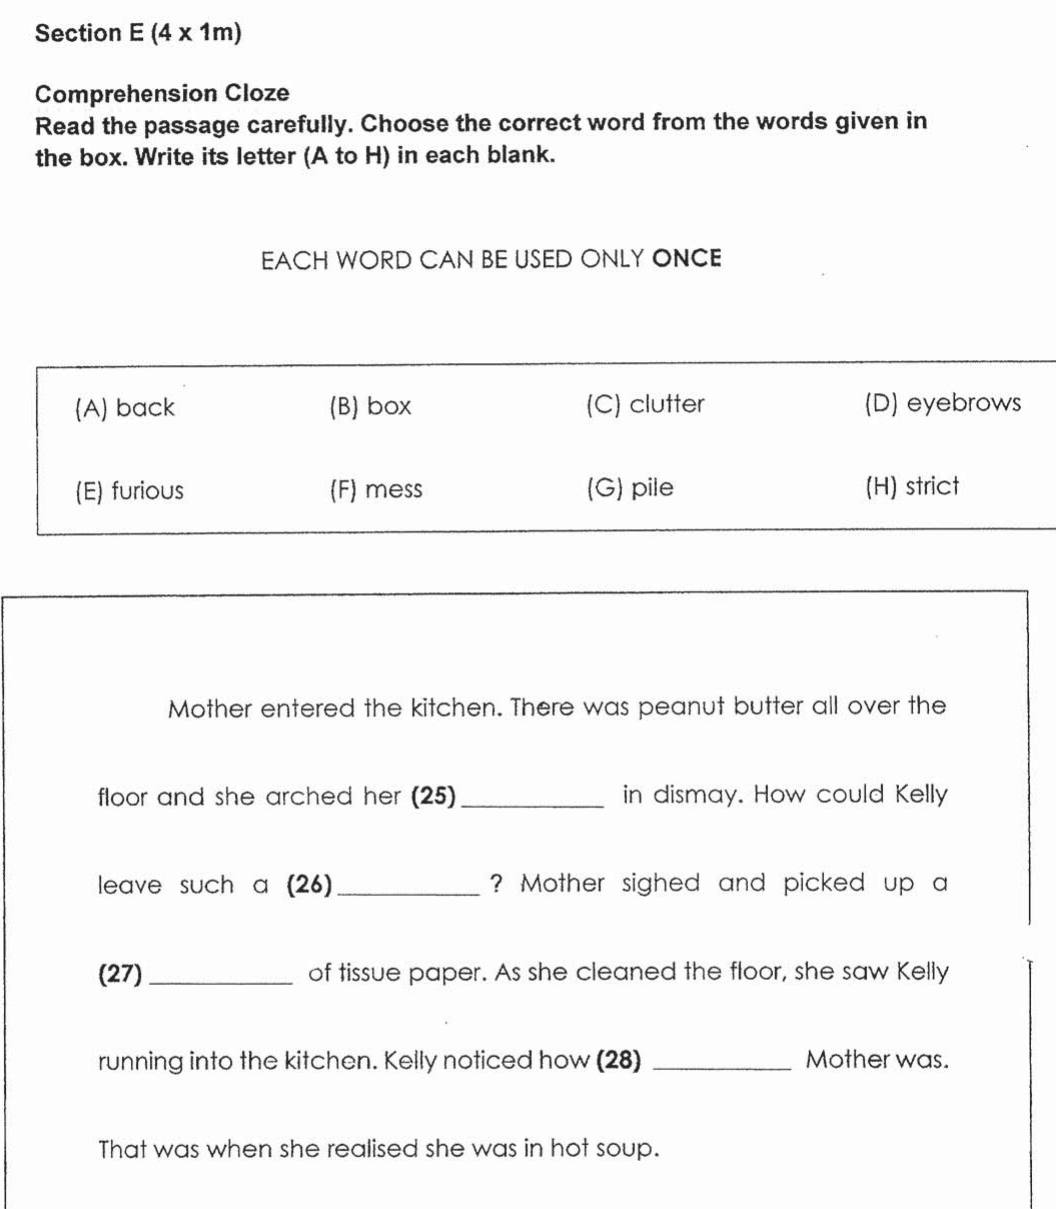 Section E (4 x 1m)
Comprehension Cloze
Read the passage carefully. Choose the correct word from the words given in
the box. Write its letter (A to H) in each blank.
EACH WORD CAN BE USED ONLY ONCE
(A) back (B) box (C) clutter (D) eyebrows
(E) furious (F) mess (G) pile (H) strict
Mother entered the kitchen. There was peanut butter all over the
floor and she arched her (25)__________ in dismay. How could Kelly
leave such a (26)__________ ? Mother sighed and picked up a
(27)__________ of tissue paper. As she cleaned the floor, she saw Kelly
running into the kitchen. Kelly noticed how (28) __________ Mother was.
That was when she realised she was in hot soup.